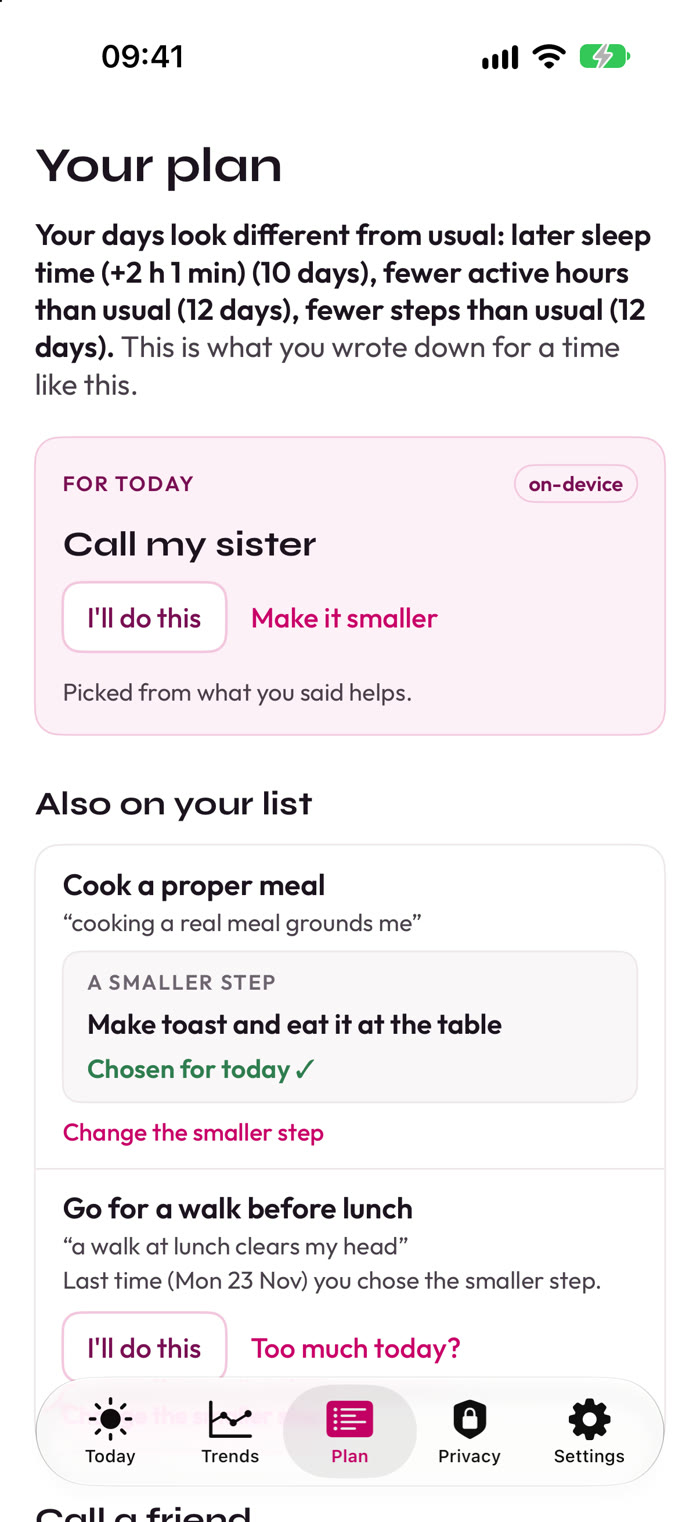 09:41
Your plan
Your days look different from usual: later sleep
time (+2 h 1 min) (10 days), fewer active hours
than usual (12 days), fewer steps than usual (12
days). This is what you wrote down for a time
like this.
FOR TODAY
on-device
Call my sister
I'll do this
Make it smaller
Picked from what you said helps.
Also on your list
Cook a proper meal
“cooking a real meal grounds me”
A SMALLER STEP
Make toast and eat it at the table
Chosen for today ✓
Change the smaller step
Go for a walk before lunch
“a walk at lunch clears my head”
Last time (Mon 23 Nov) you chose the smaller step.
I'll do this
Too much today?
Today
Trends
Plan
Privacy
Settings
Call a friend